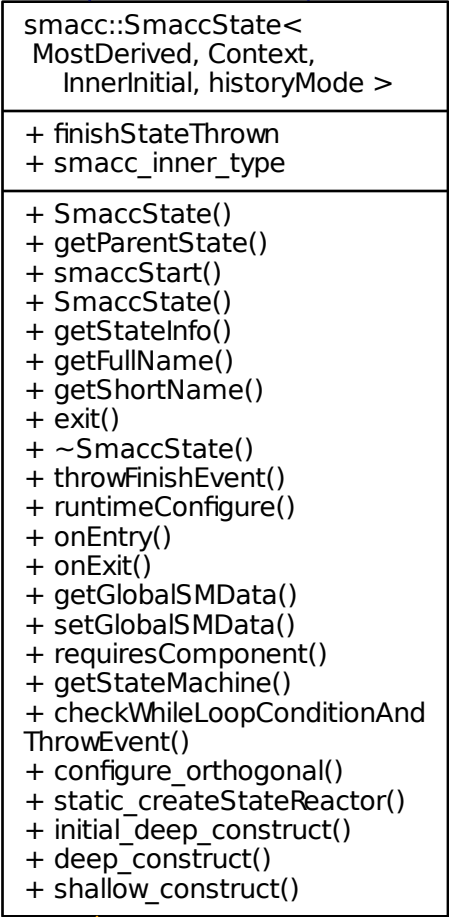 smacc::SmaccState<
MostDerived, Context,
InnerInitial, historyMode >
+ finishStateThrown
+ smacc_inner_type
+ SmaccState()
+ getParentState()
+ smaccStart()
+ SmaccState()
+ getStateInfo()
+ getFullName()
+ getShortName()
+ exit()
+ ~SmaccState()
+ throwFinishEvent()
+ runtimeConfigure()
+ onEntry()
+ onExit()
+ getGlobalSMData()
+ setGlobalSMData()
+ requiresComponent()
+ getStateMachine()
+ checkWhileLoopConditionAnd
ThrowEvent()
+ configure_orthogonal()
+ static_createStateReactor()
+ initial_deep_construct()
+ deep_construct()
+ shallow_construct()